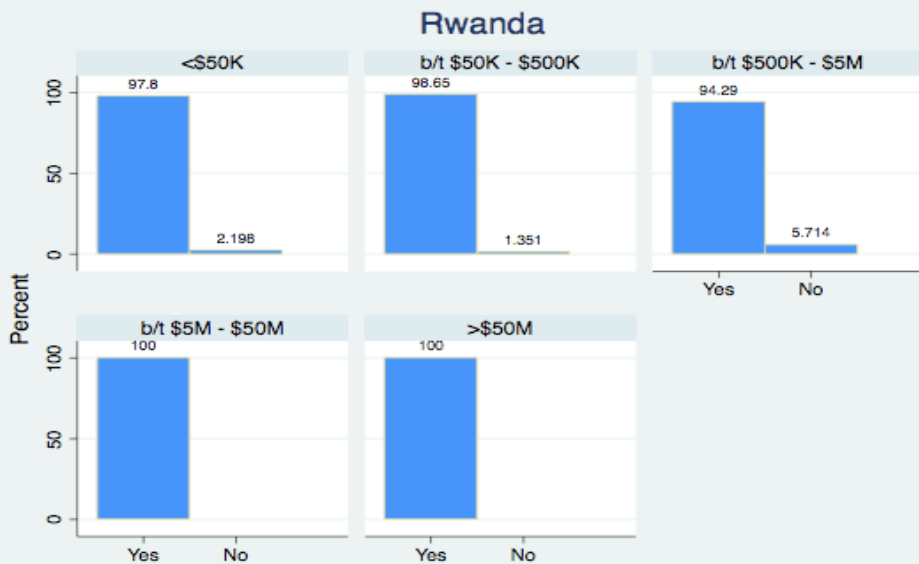 Rwanda
<$50K
b/t $50K - $500K
b/t $500K - $5M
97.8
98.65
94.29
100
50
0
2.198
1.351
5.714
Yes No
Percent
b/t $5M - $50M
>$50M
100
100
100
50
0
Yes No
Yes No